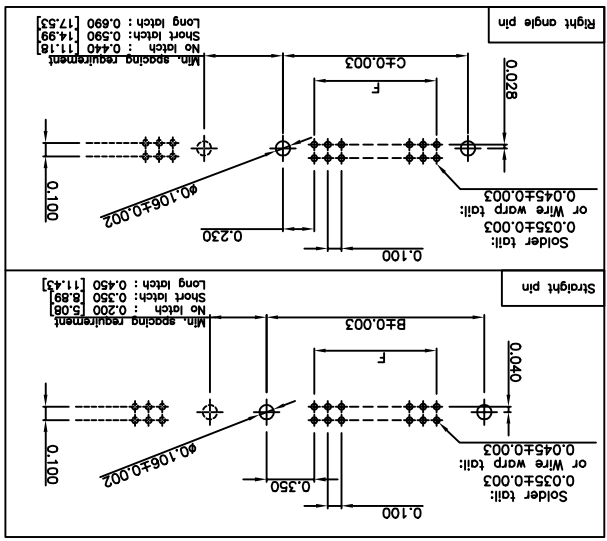 0.100
Solder tail:
0.035±0.003
or Wire warp tail:
0.045±0.003
0.350
ø0.106±0.002
0.100
0.040
F
B±0.003
Min. spacing requirement
No latch : 0.200 [5.08]
Short latch: 0.350 [8.89]
Long latch : 0.450 [11.43]
Straight pin
0.100
Solder tail:
0.035±0.003
or Wire warp tail:
0.045±0.003
0.230
ø0.106±0.002
0.100
0.028
F
C±0.003
Min. spacing requirement
No latch : 0.440 [11.18]
Short latch: 0.590 [14.99]
Long latch: 0.690 [17.53]
Right angle pin